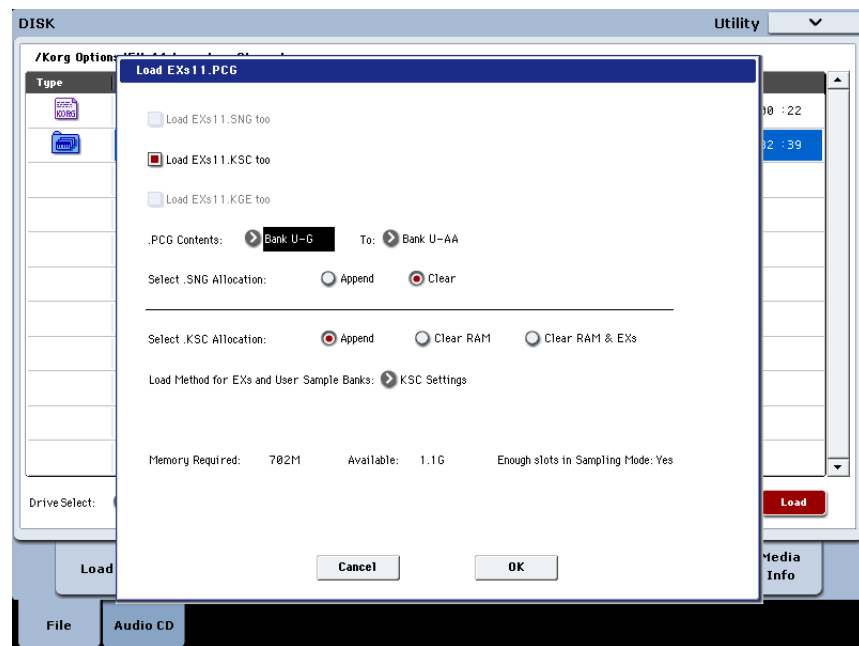 DISK Utility
/Korg Option
Load EXs11.PCG
Type
Load EXs11.SNG too
KORG
:22
Load EXs11.KSC too
:39
Load EXs11.KGE too
.PCG Contents: Bank U-G To: Bank U-AA
Select .SNG Allocation: Append Clear
Select .KSC Allocation: Append Clear RAM Clear RAM & EXs
Load Method for EXs and User Sample Banks: KSC Settings
Memory Required: 702M Available: 1.1G Enough slots in Sampling Mode: Yes
Drive Select: Load
Cancel OK
Load Media
Info
File Audio CD